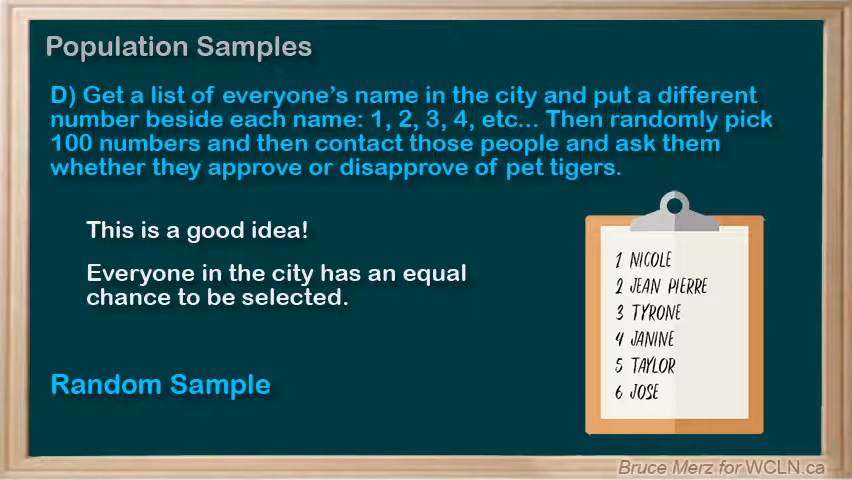 Population Samples
D) Get a list of everyone's name in the city and put a different
number beside each name: 1, 2, 3, 4, etc... Then randomly pick
100 numbers and then contact those people and ask them
whether they approve or disapprove of pet tigers.
This is a good idea!
Everyone in the city has an equal
chance to be selected.
1 NICOLE
2 JEAN PIERRE
3 TYRONE
4 JANINE
5 TAYLOR
6 JOSE
Random Sample
Bruce Merz for WCLN.ca